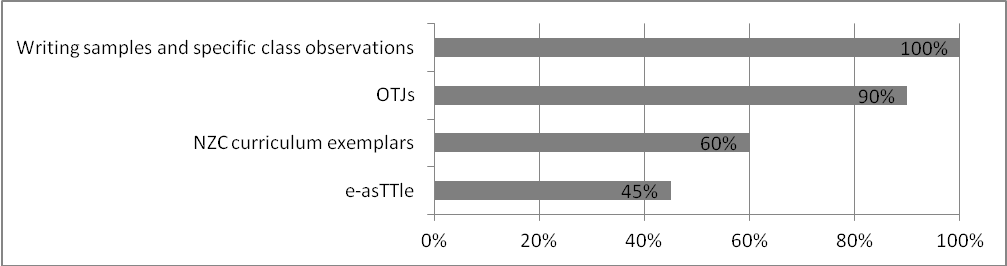 Writing samples and specific class observations 100%
OTJs 90%
NZC curriculum exemplars 60%
e-asTTle 45%
0% 20% 40% 60% 80% 100%